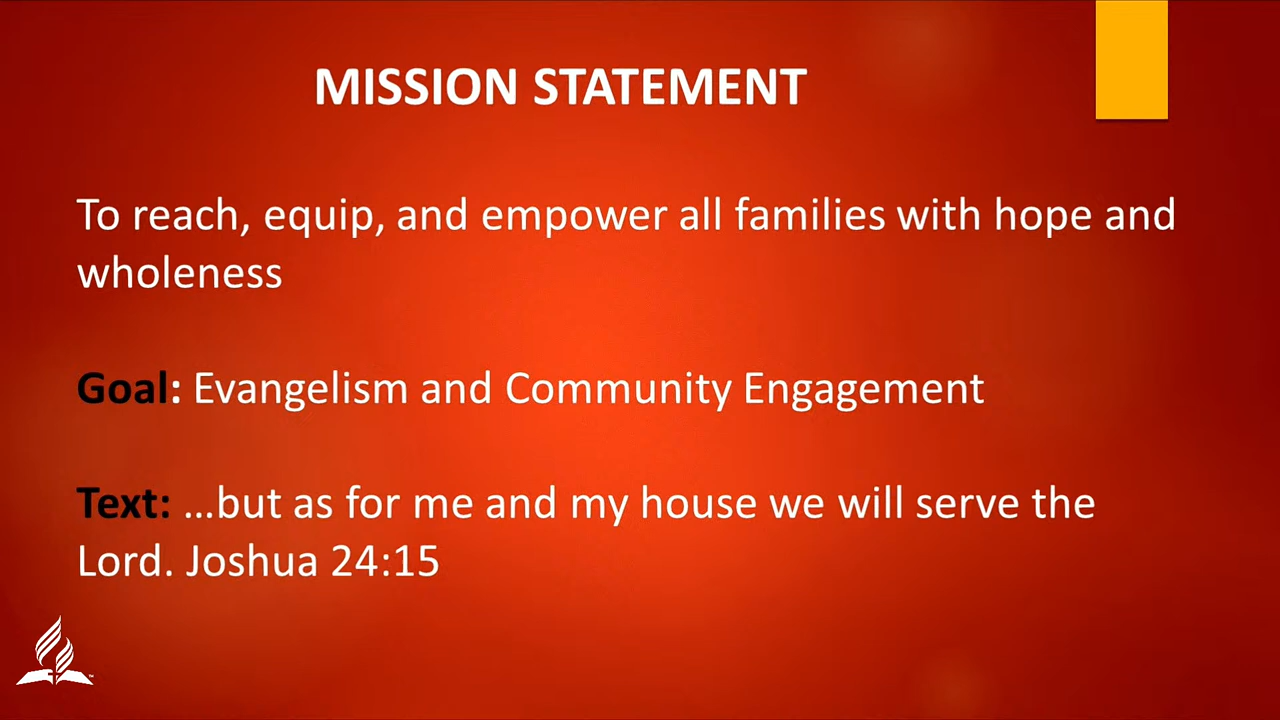 MISSION STATEMENT
To reach, equip, and empower all families with hope and
wholeness
Goal: Evangelism and Community Engagement
Text: ...but as for me and my house we will serve the
Lord. Joshua 24:15